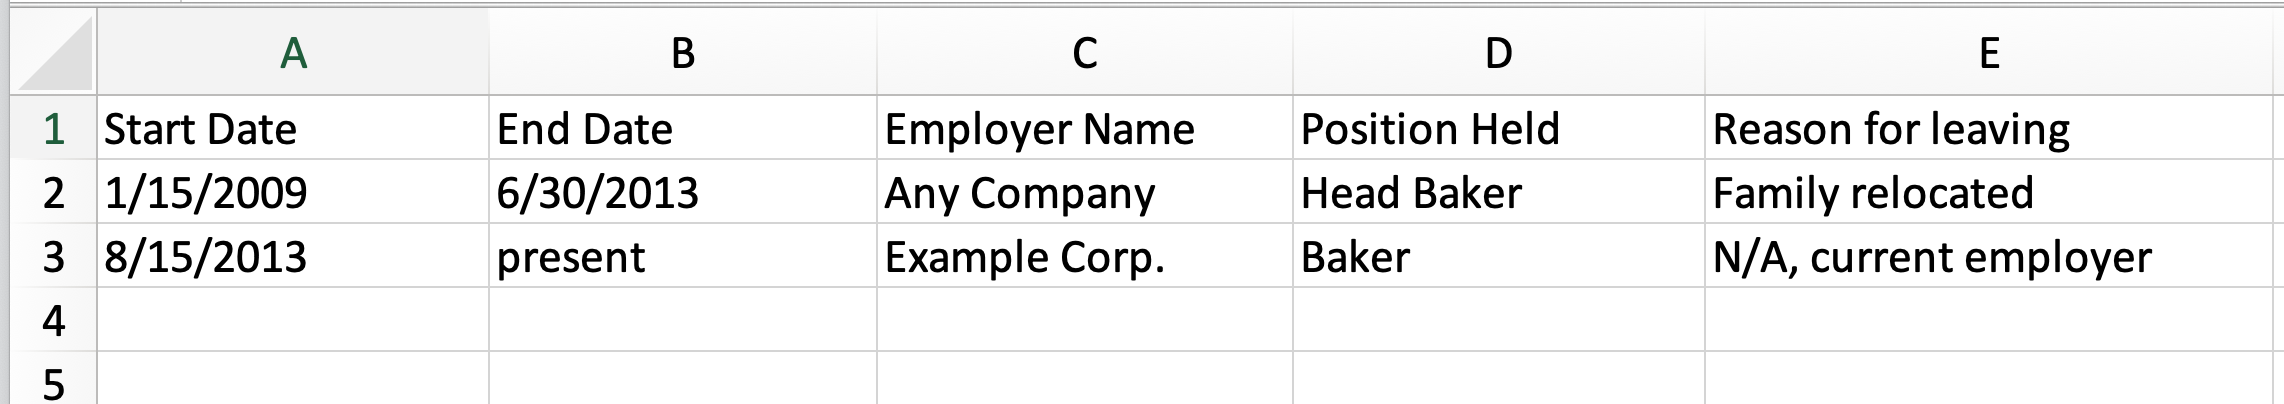 A B C D E
1 Start Date End Date Employer Name Position Held Reason for leaving
2 1/15/2009 6/30/2013 Any Company Head Baker Family relocated
3 8/15/2013 present Example Corp. Baker N/A, current employer
4
5